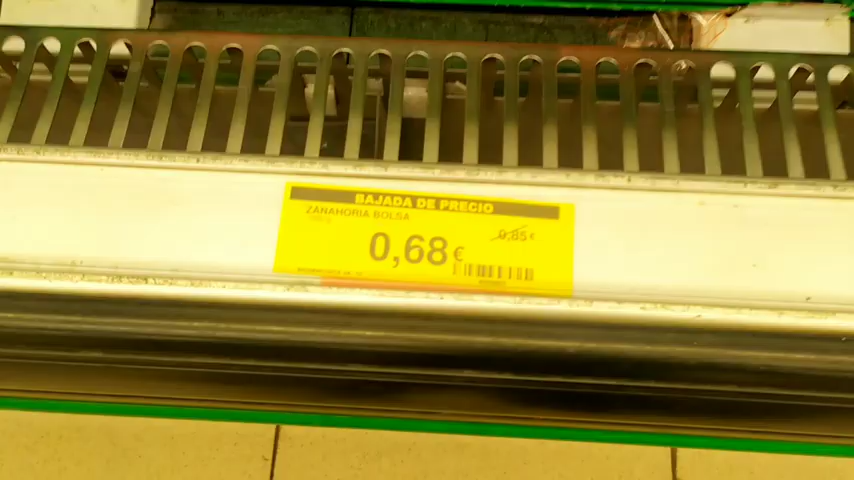 BAJADA DE PRECIO
ZANAHORIA BOLSA
0,85 €
0,68 €